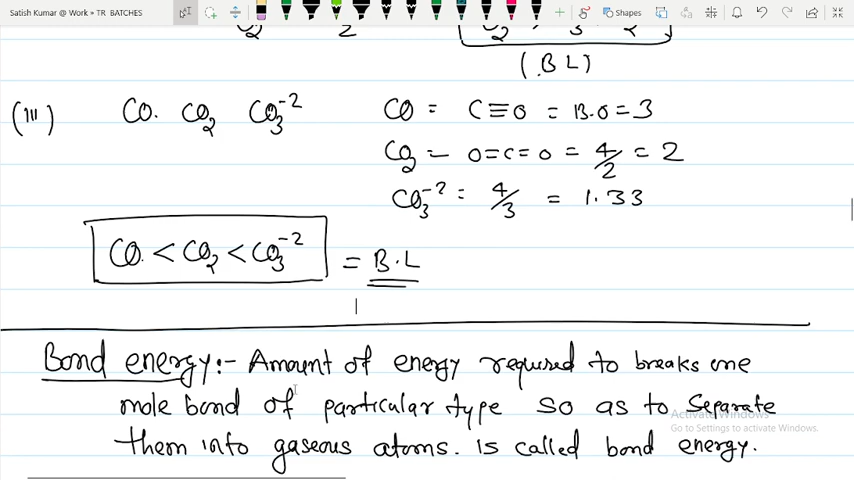 Satish Kumar @ Work » TR BATCHES
Shapes
(B L)
(III) CO. CO₂ CO₃⁻² CO = C≡O = B.O = 3
CO₂ = O=C=O = 4/2 = 2
CO₃⁻² = 4/3 = 1.33
CO. < CO₂ < CO₃⁻² = B.L
Bond energy:- Amount of energy required to breaks one
mole bond of particular type so as to separate
them into gaseous atoms. is called bond energy.
Activate Windows
Go to Settings to activate Windows.